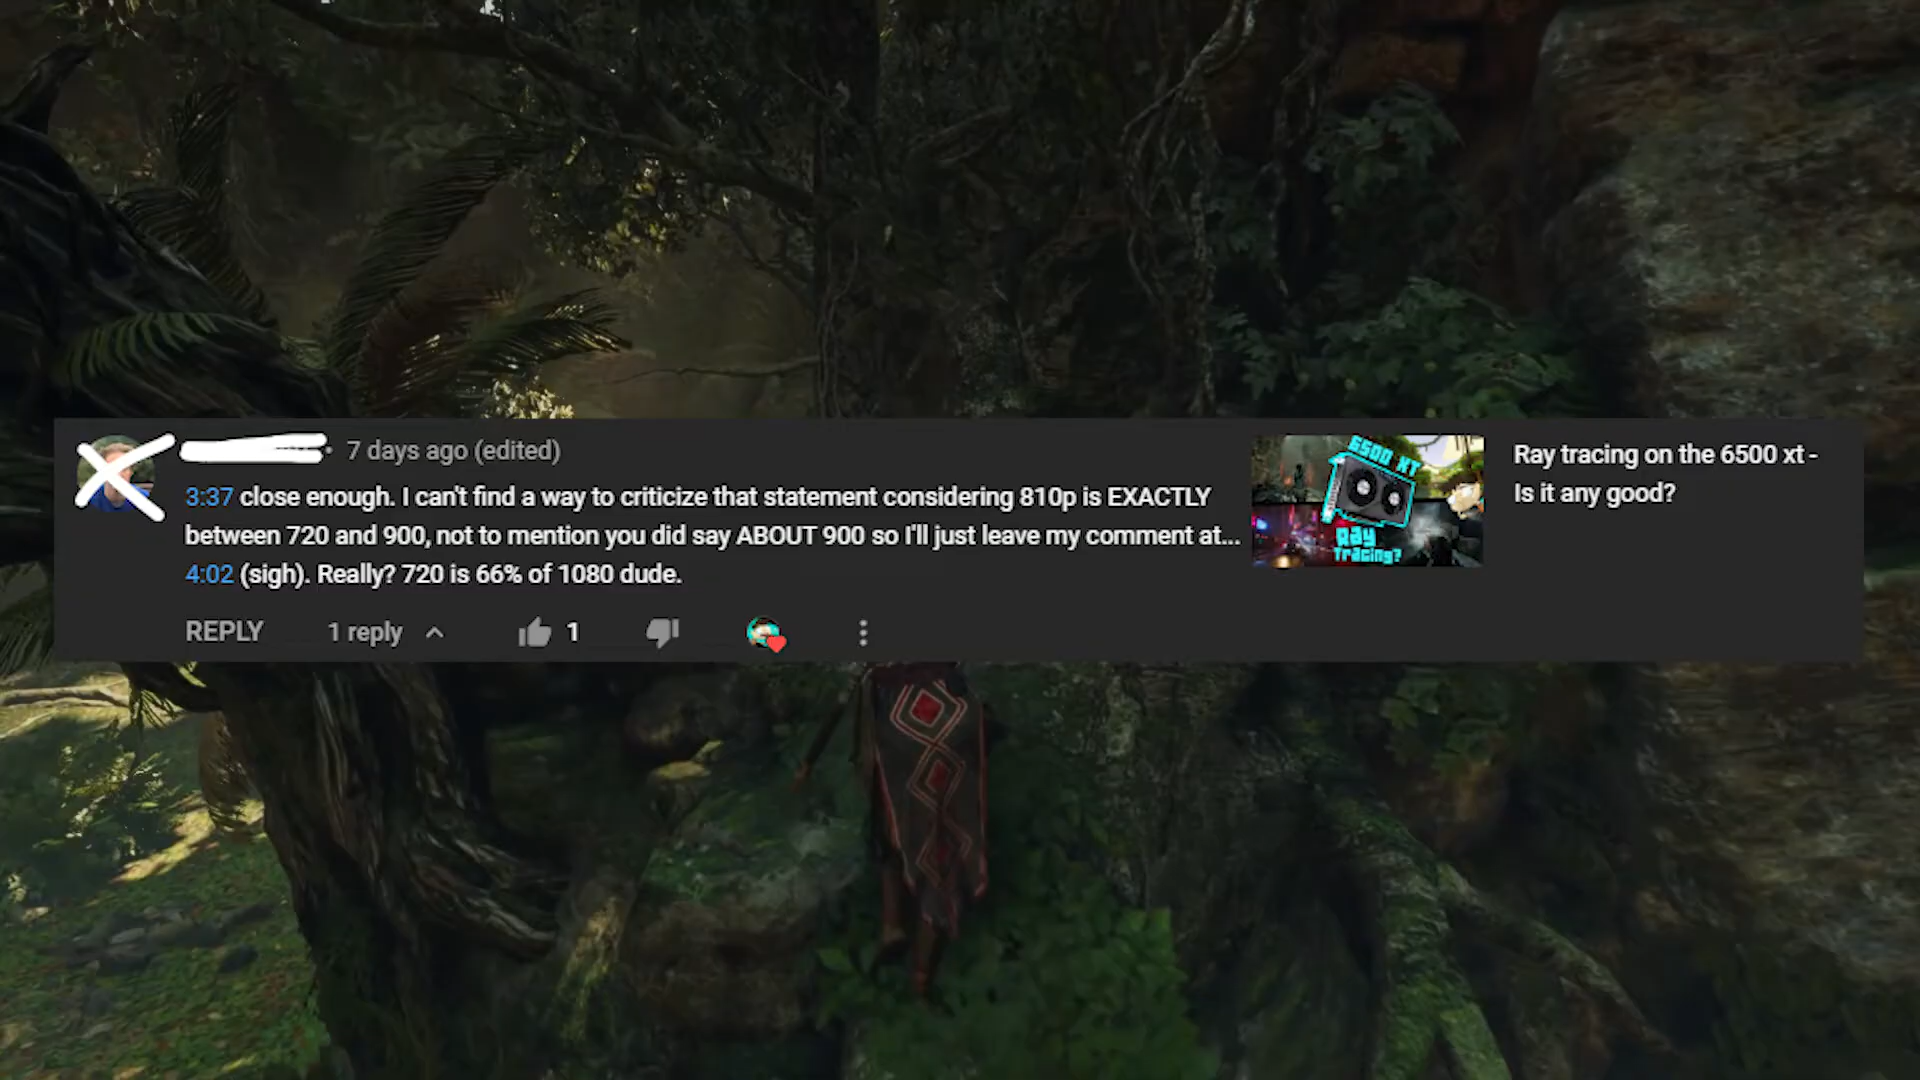 7 days ago (edited)
3:37 close enough. I can't find a way to criticize that statement considering 810p is EXACTLY
between 720 and 900, not to mention you did say ABOUT 900 so I'll just leave my comment at...
4:02 (sigh). Really? 720 is 66% of 1080 dude.
REPLY 1 reply 1
6500 XT
Ray
Tracing?
Ray tracing on the 6500 xt -
Is it any good?